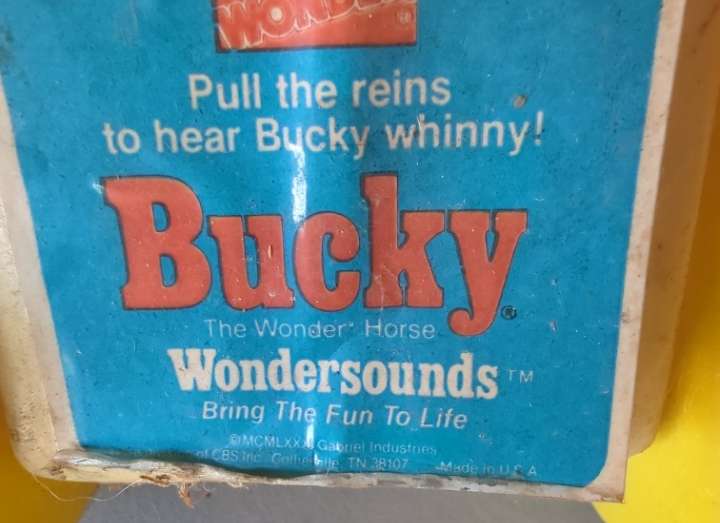 WONDER
Pull the reins
to hear Bucky whinny!
Bucky®
The Wonder® Horse
Wondersounds™
Bring The Fun To Life
Gabriel Industries
of CBS Inc. TN 38107 Made in U S A